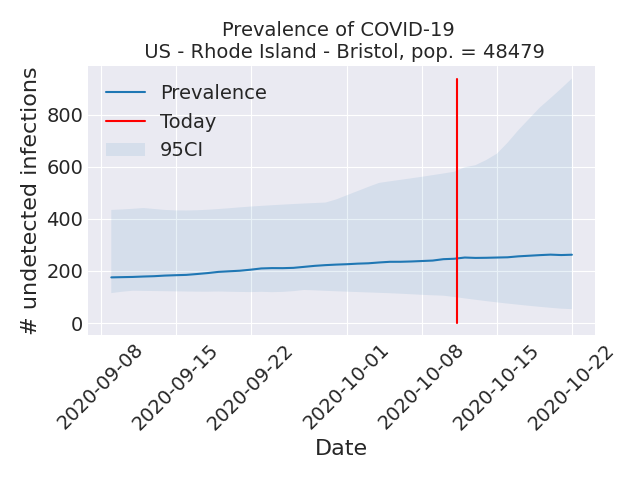 Prevalence of COVID-19
US - Rhode Island - Bristol, pop. = 48479
# undetected infections
800
600
400
200
0
Prevalence
Today
95CI
2020-09-08
2020-09-15
2020-09-22
2020-10-01
2020-10-08
2020-10-15
2020-10-22
Date